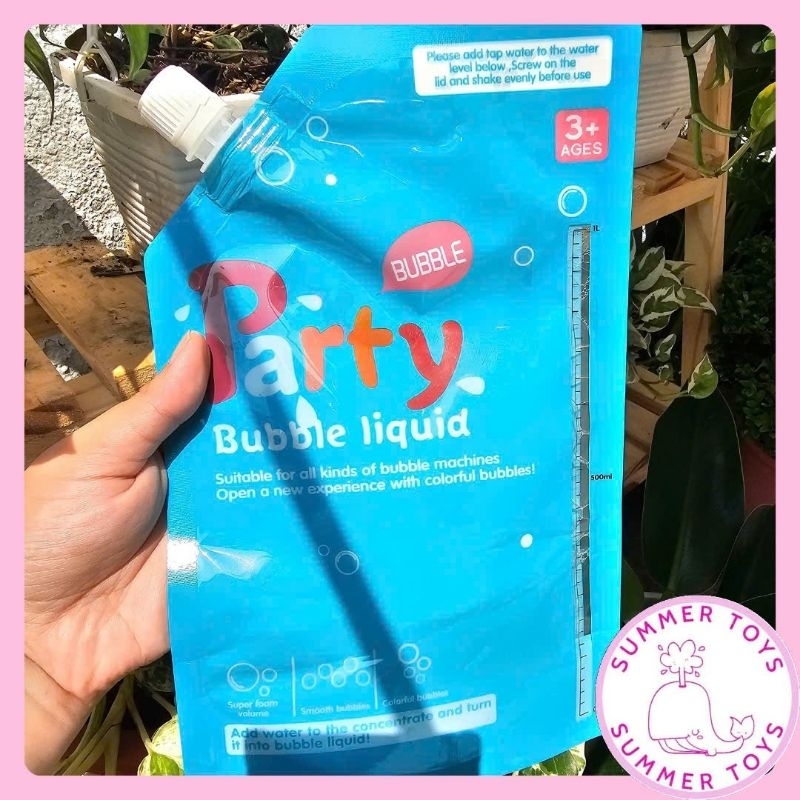 Please add tap water to the water
level below ,Screw on the
lid and shake evenly before use
3+
AGES
1L
BUBBLE
Party
Bubble liquid
Suitable for all kinds of bubble machines
Open a new experience with colorful bubbles!
500ml
Super foam
volume
Smooth bubbles
Colorful bubbles
Add water to the concentrate and turn
it into bubble liquid!
SUMMER TOYS
SUMMER TOYS